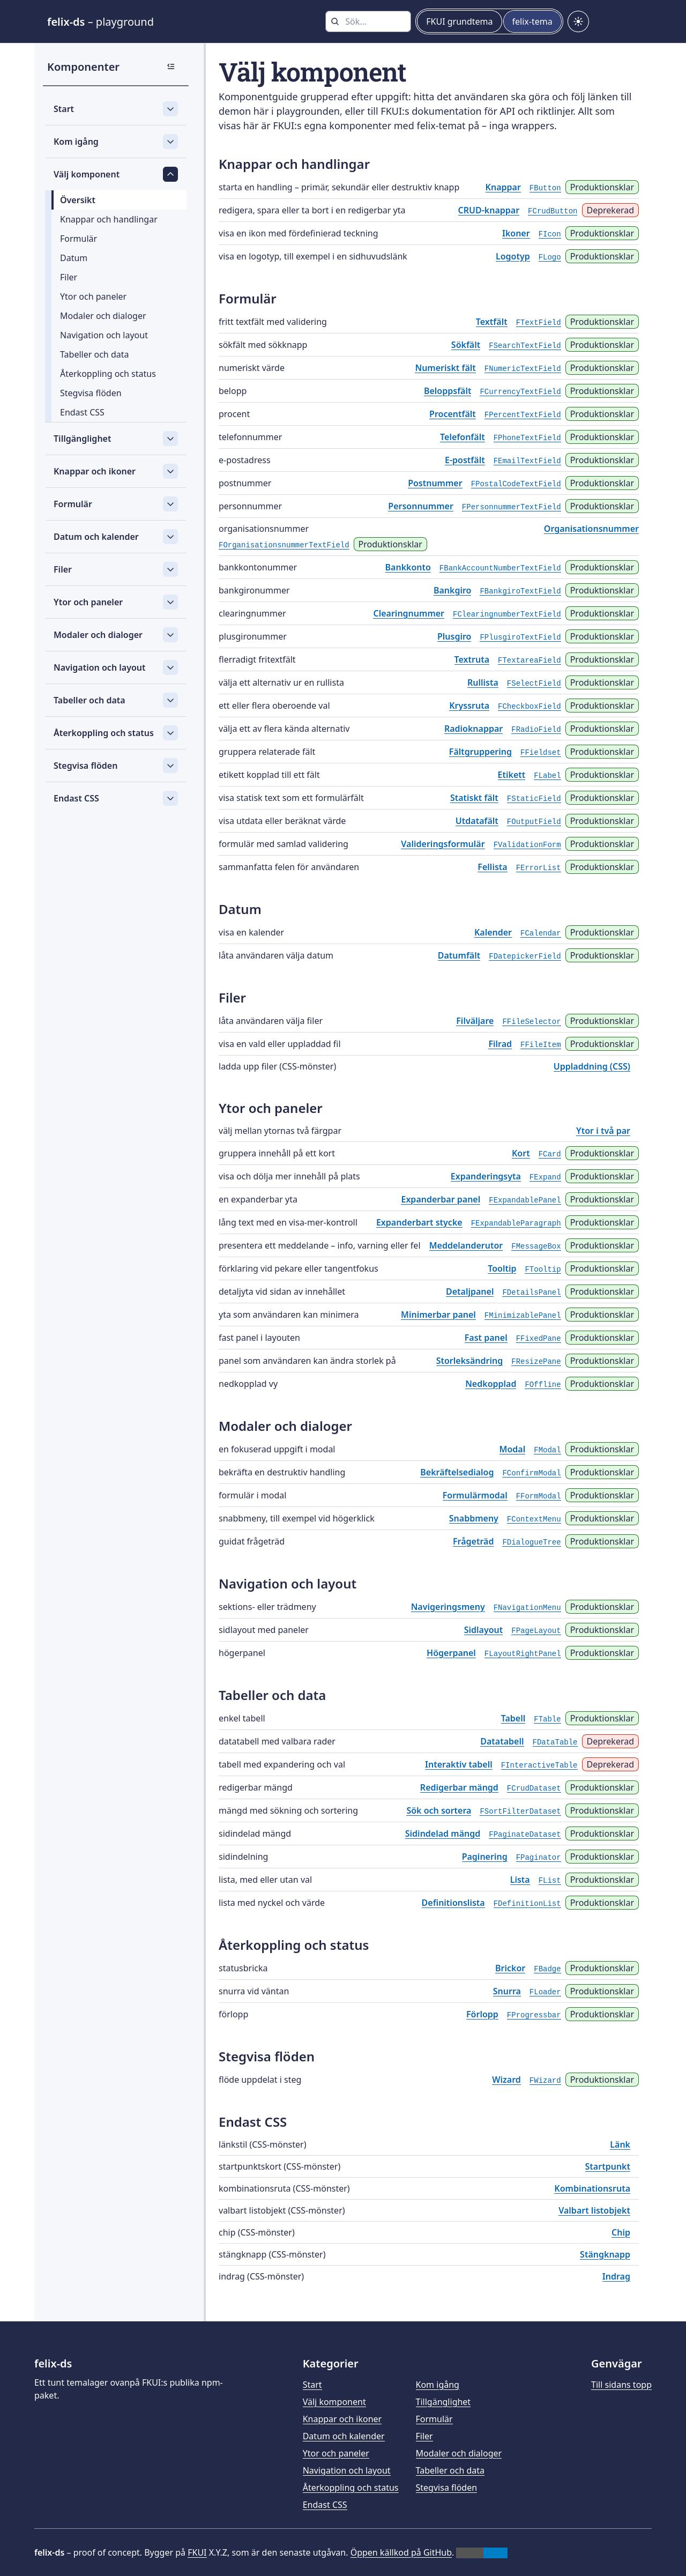 felix-ds – playground
Sök...
FKUI grundtema
felix-tema
Komponenter
Start
Kom igång
Välj komponent
Översikt
Knappar och handlingar
Formulär
Datum
Filer
Ytor och paneler
Modaler och dialoger
Navigation och layout
Tabeller och data
Återkoppling och status
Stegvisa flöden
Endast CSS
Tillgänglighet
Knappar och ikoner
Formulär
Datum och kalender
Filer
Ytor och paneler
Modaler och dialoger
Navigation och layout
Tabeller och data
Återkoppling och status
Stegvisa flöden
Endast CSS
Välj komponent
Komponentguide grupperad efter uppgift: hitta det användaren ska göra och följ länken till
demon här i playgrounden, eller till FKUI:s dokumentation för API och riktlinjer. Allt som
visas här är FKUI:s egna komponenter med felix-temat på – inga wrappers.
Knappar och handlingar
starta en handling – primär, sekundär eller destruktiv knapp Knappar FButton Produktionsklar
redigera, spara eller ta bort i en redigerbar yta CRUD-knappar FCrudButton Deprekerad
visa en ikon med fördefinierad teckning Ikoner FIcon Produktionsklar
visa en logotyp, till exempel i en sidhuvudslänk Logotyp FLogo Produktionsklar
Formulär
fritt textfält med validering Textfält FTextField Produktionsklar
sökfält med sökknapp Sökfält FSearchTextField Produktionsklar
numeriskt värde Numeriskt fält FNumericTextField Produktionsklar
belopp Beloppsfält FCurrencyTextField Produktionsklar
procent Procentfält FPercentTextField Produktionsklar
telefonnummer Telefonfält FPhoneTextField Produktionsklar
e-postadress E-postfält FEmailTextField Produktionsklar
postnummer Postnummer FPostalCodeTextField Produktionsklar
personnummer Personnummer FPersonnummerTextField Produktionsklar
organisationsnummer Organisationsnummer
FOrganisationsnummerTextField Produktionsklar
bankkontonummer Bankkonto FBankAccountNumberTextField Produktionsklar
bankgironummer Bankgiro FBankgiroTextField Produktionsklar
clearingnummer Clearingnummer FClearingnumberTextField Produktionsklar
plusgironummer Plusgiro FPlusgiroTextField Produktionsklar
flerradigt fritextfält Textruta FTextareaField Produktionsklar
välja ett alternativ ur en rullista Rullista FSelectField Produktionsklar
ett eller flera oberoende val Kryssruta FCheckboxField Produktionsklar
välja ett av flera kända alternativ Radioknappar FRadioField Produktionsklar
gruppera relaterade fält Fältgruppering FFieldset Produktionsklar
etikett kopplad till ett fält Etikett FLabel Produktionsklar
visa statisk text som ett formulärfält Statiskt fält FStaticField Produktionsklar
visa utdata eller beräknat värde Utdatafält FOutputField Produktionsklar
formulär med samlad validering Valideringsformulär FValidationForm Produktionsklar
sammanfatta felen för användaren Fellista FErrorList Produktionsklar
Datum
visa en kalender Kalender FCalendar Produktionsklar
låta användaren välja datum Datumfält FDatepickerField Produktionsklar
Filer
låta användaren välja filer Filväljare FFileSelector Produktionsklar
visa en vald eller uppladdad fil Filrad FFileItem Produktionsklar
ladda upp filer (CSS-mönster) Uppladdning (CSS)
Ytor och paneler
välj mellan ytornas två färgpar Ytor i två par
gruppera innehåll på ett kort Kort FCard Produktionsklar
visa och dölja mer innehåll på plats Expanderingsyta FExpand Produktionsklar
en expanderbar yta Expanderbar panel FExpandablePanel Produktionsklar
lång text med en visa-mer-kontroll Expanderbart stycke FExpandableParagraph Produktionsklar
presentera ett meddelande – info, varning eller fel Meddelanderutor FMessageBox Produktionsklar
förklaring vid pekare eller tangentfokus Tooltip FTooltip Produktionsklar
detaljyta vid sidan av innehållet Detaljpanel FDetailsPanel Produktionsklar
yta som användaren kan minimera Minimerbar panel FMinimizablePanel Produktionsklar
fast panel i layouten Fast panel FFixedPane Produktionsklar
panel som användaren kan ändra storlek på Storleksändring FResizePane Produktionsklar
nedkopplad vy Nedkopplad FOffline Produktionsklar
Modaler och dialoger
en fokuserad uppgift i modal Modal FModal Produktionsklar
bekräfta en destruktiv handling Bekräftelsedialog FConfirmModal Produktionsklar
formulär i modal Formulärmodal FFormModal Produktionsklar
snabbmeny, till exempel vid högerklick Snabbmeny FContextMenu Produktionsklar
guidat frågeträd Frågeträd FDialogueTree Produktionsklar
Navigation och layout
sektions- eller trädmeny Navigeringsmeny FNavigationMenu Produktionsklar
sidlayout med paneler Sidlayout FPageLayout Produktionsklar
högerpanel Högerpanel FLayoutRightPanel Produktionsklar
Tabeller och data
enkel tabell Tabell FTable Produktionsklar
datatabell med valbara rader Datatabell FDataTable Deprekerad
tabell med expandering och val Interaktiv tabell FInteractiveTable Deprekerad
redigerbar mängd Redigerbar mängd FCrudDataset Produktionsklar
mängd med sökning och sortering Sök och sortera FSortFilterDataset Produktionsklar
sidindelad mängd Sidindelad mängd FPaginateDataset Produktionsklar
sidindelning Paginering FPaginator Produktionsklar
lista, med eller utan val Lista FList Produktionsklar
lista med nyckel och värde Definitionslista FDefinitionList Produktionsklar
Återkoppling och status
statusbricka Brickor FBadge Produktionsklar
snurra vid väntan Snurra FLoader Produktionsklar
förlopp Förlopp FProgressbar Produktionsklar
Stegvisa flöden
flöde uppdelat i steg Wizard FWizard Produktionsklar
Endast CSS
länkstil (CSS-mönster) Länk
startpunktskort (CSS-mönster) Startpunkt
kombinationsruta (CSS-mönster) Kombinationsruta
valbart listobjekt (CSS-mönster) Valbart listobjekt
chip (CSS-mönster) Chip
stängknapp (CSS-mönster) Stängknapp
indrag (CSS-mönster) Indrag
felix-ds
Ett tunt temalager ovanpå FKUI:s publika npm-
paket.
Kategorier
Start
Kom igång
Välj komponent
Tillgänglighet
Knappar och ikoner
Formulär
Datum och kalender
Filer
Ytor och paneler
Modaler och dialoger
Navigation och layout
Tabeller och data
Återkoppling och status
Stegvisa flöden
Endast CSS
Genvägar
Till sidans topp
felix-ds – proof of concept. Bygger på FKUI X.Y.Z, som är den senaste utgåvan. Öppen källkod på GitHub.